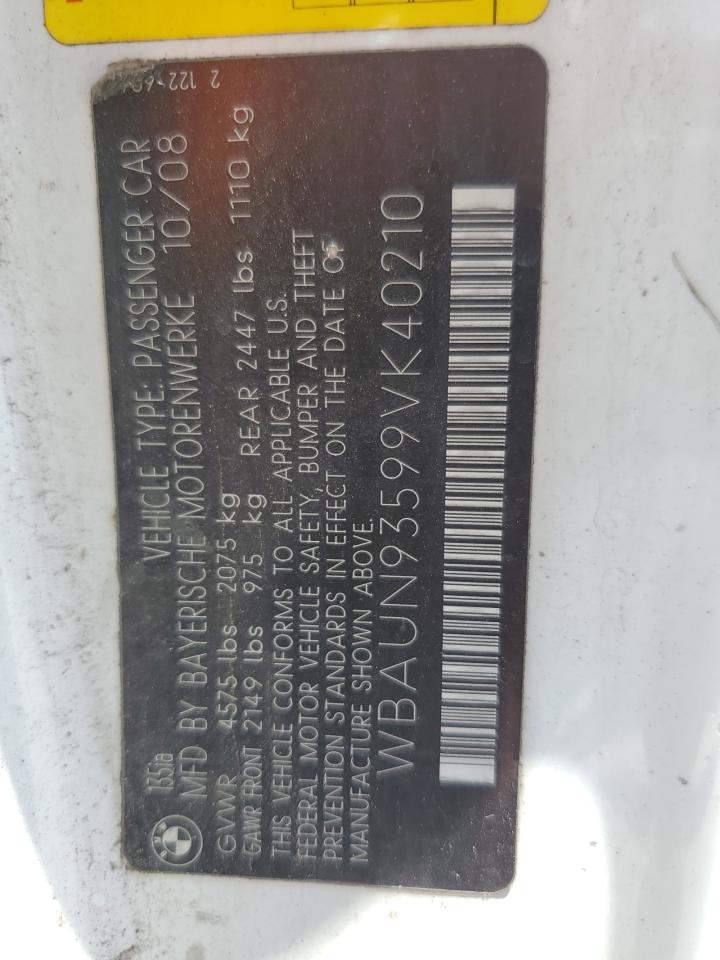 135ia VEHICLE TYPE: PASSENGER CAR
MFD BY BAYERISCHE MOTORENWERKE 10/08
GVWR 4575 lbs 2075 kg
GAWR FRONT 2149 lbs 975 kg REAR 2447 lbs 1110 kg
THIS VEHICLE CONFORMS TO ALL APPLICABLE U.S.
FEDERAL MOTOR VEHICLE SAFETY, BUMPER AND THEFT
PREVENTION STANDARDS IN EFFECT ON THE DATE OF
MANUFACTURE SHOWN ABOVE.
WBAUN93599VK40210